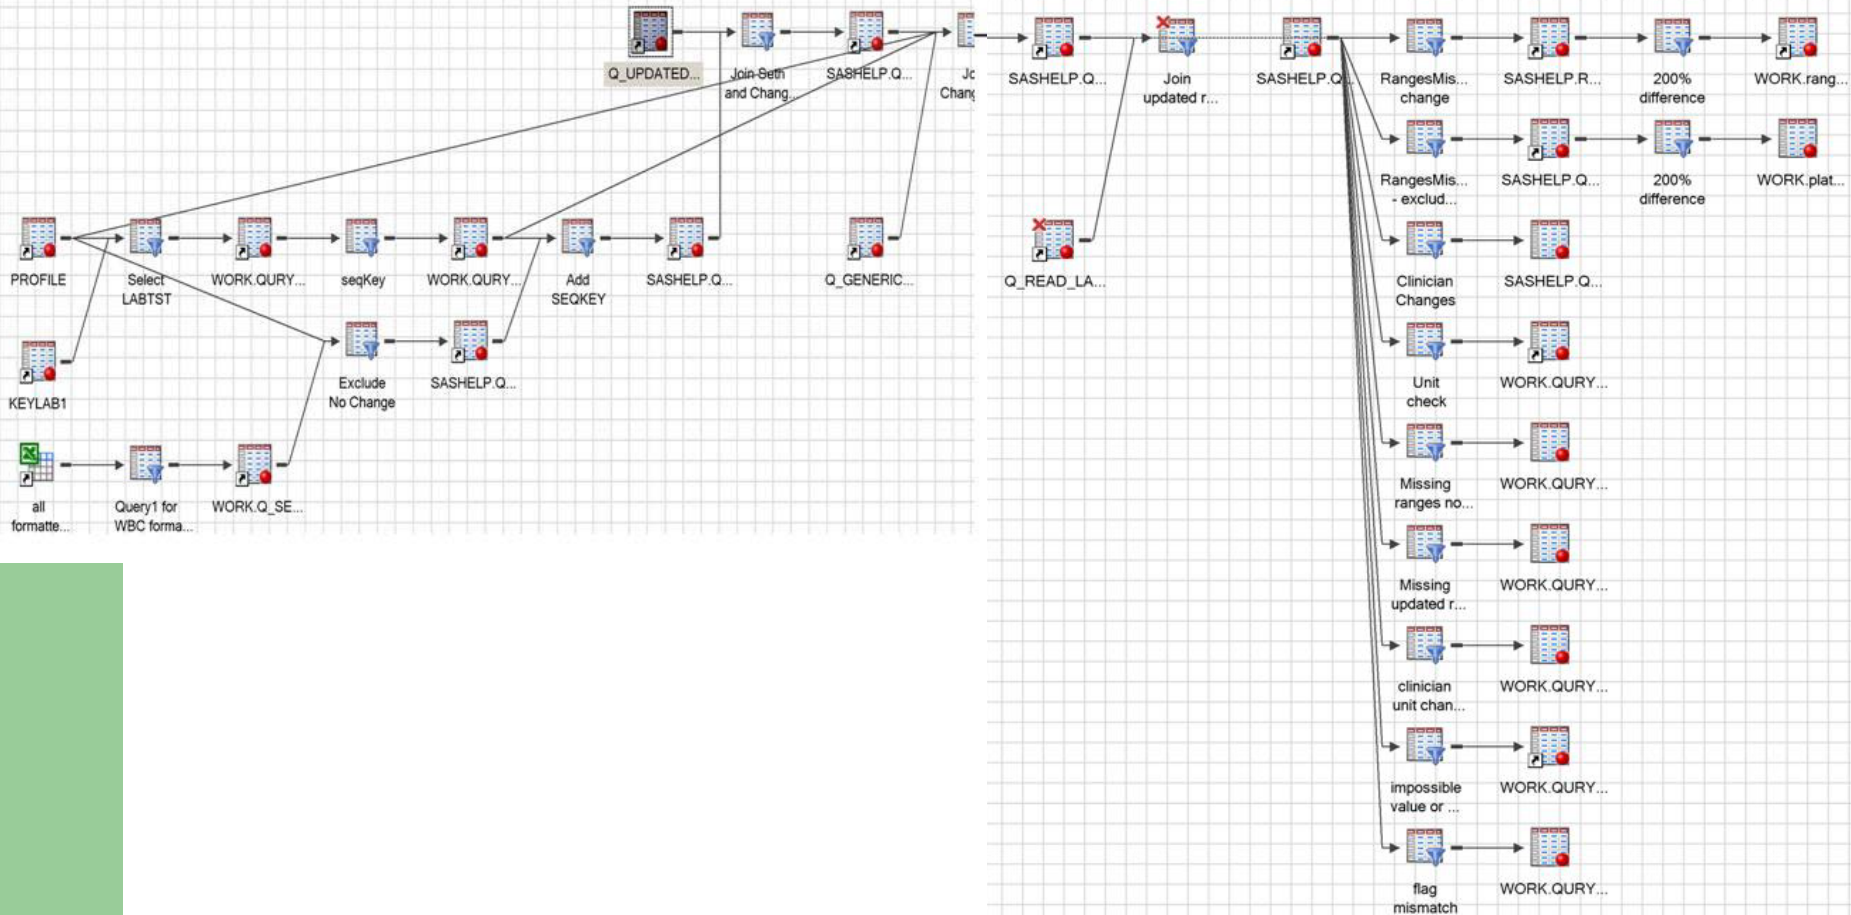 Q_UPDATED...
Join Seth
and Chang...
SASHELP.Q...
Jo
Chang
PROFILE
Select
LABTST
WORK.QURY...
seqKey
WORK.QURY...
Add
SEQKEY
SASHELP.Q...
Q_GENERIC...
KEYLAB1
Exclude
No Change
SASHELP.Q...
all
formatte...
Query1 for
WBC forma...
WORK.Q_SE...
SASHELP.Q...
Join
updated r...
SASHELP.Q...
RangesMis...
change
SASHELP.R...
200%
difference
WORK.rang...
RangesMis...
- exclud...
SASHELP.Q...
200%
difference
WORK.plat...
Q_READ_LA...
Clinician
Changes
SASHELP.Q...
Unit
check
WORK.QURY...
Missing
ranges no...
WORK.QURY...
Missing
updated r...
WORK.QURY...
clinician
unit chan...
WORK.QURY...
impossible
value or ...
WORK.QURY...
flag
mismatch
WORK.QURY...